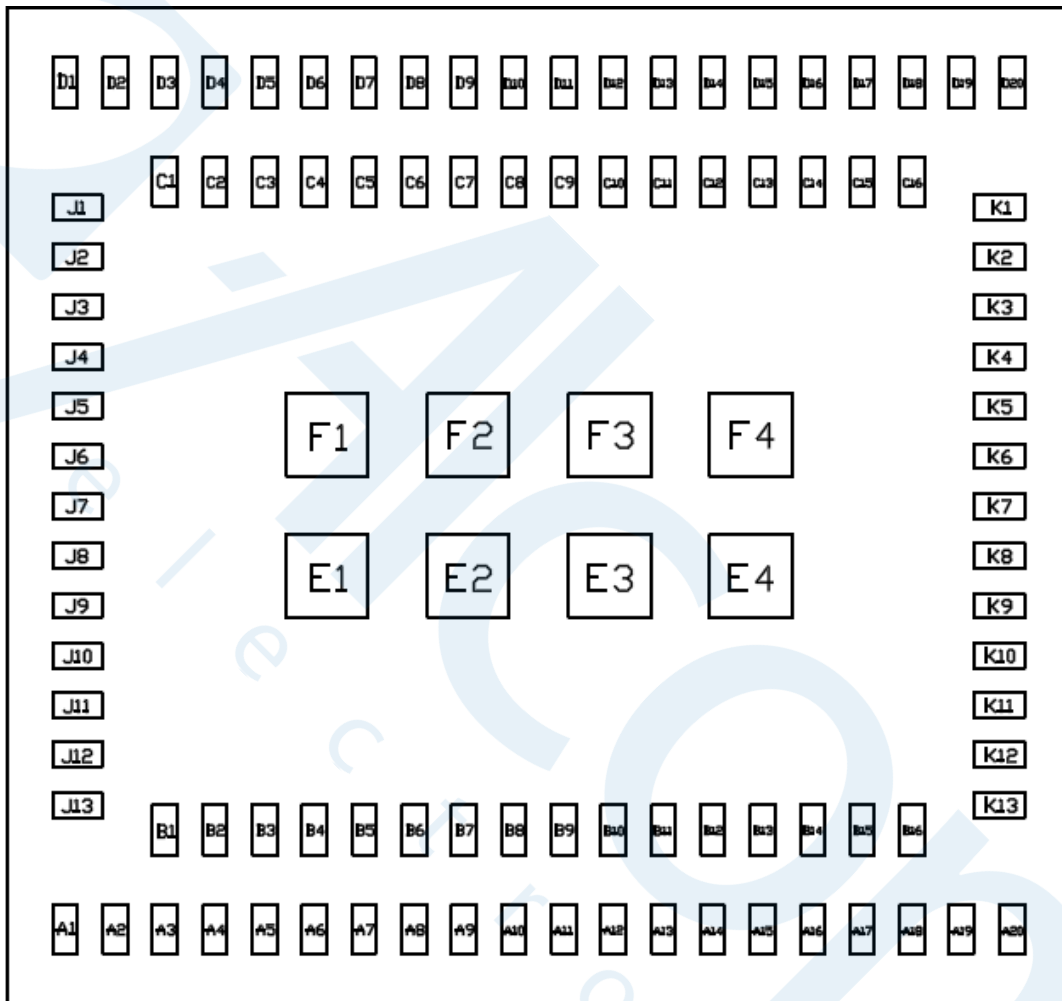 D1 D2 D3 D4 D5 D6 D7 D8 D9 D10 D11 D12 D13 D14 D15 D16 D17 D18 D19 D20
C1 C2 C3 C4 C5 C6 C7 C8 C9 C10 C11 C12 C13 C14 C15 C16
J1 K1
J2 K2
J3 K3
J4 K4
J5 K5
F1 F2 F3 F4
J6 K6
J7 K7
J8 K8
E1 E2 E3 E4
J9 K9
J10 K10
J11 K11
J12 K12
J13 K13
B1 B2 B3 B4 B5 B6 B7 B8 B9 B10 B11 B12 B13 B14 B15 B16
A1 A2 A3 A4 A5 A6 A7 A8 A9 A10 A11 A12 A13 A14 A15 A16 A17 A18 A19 A20